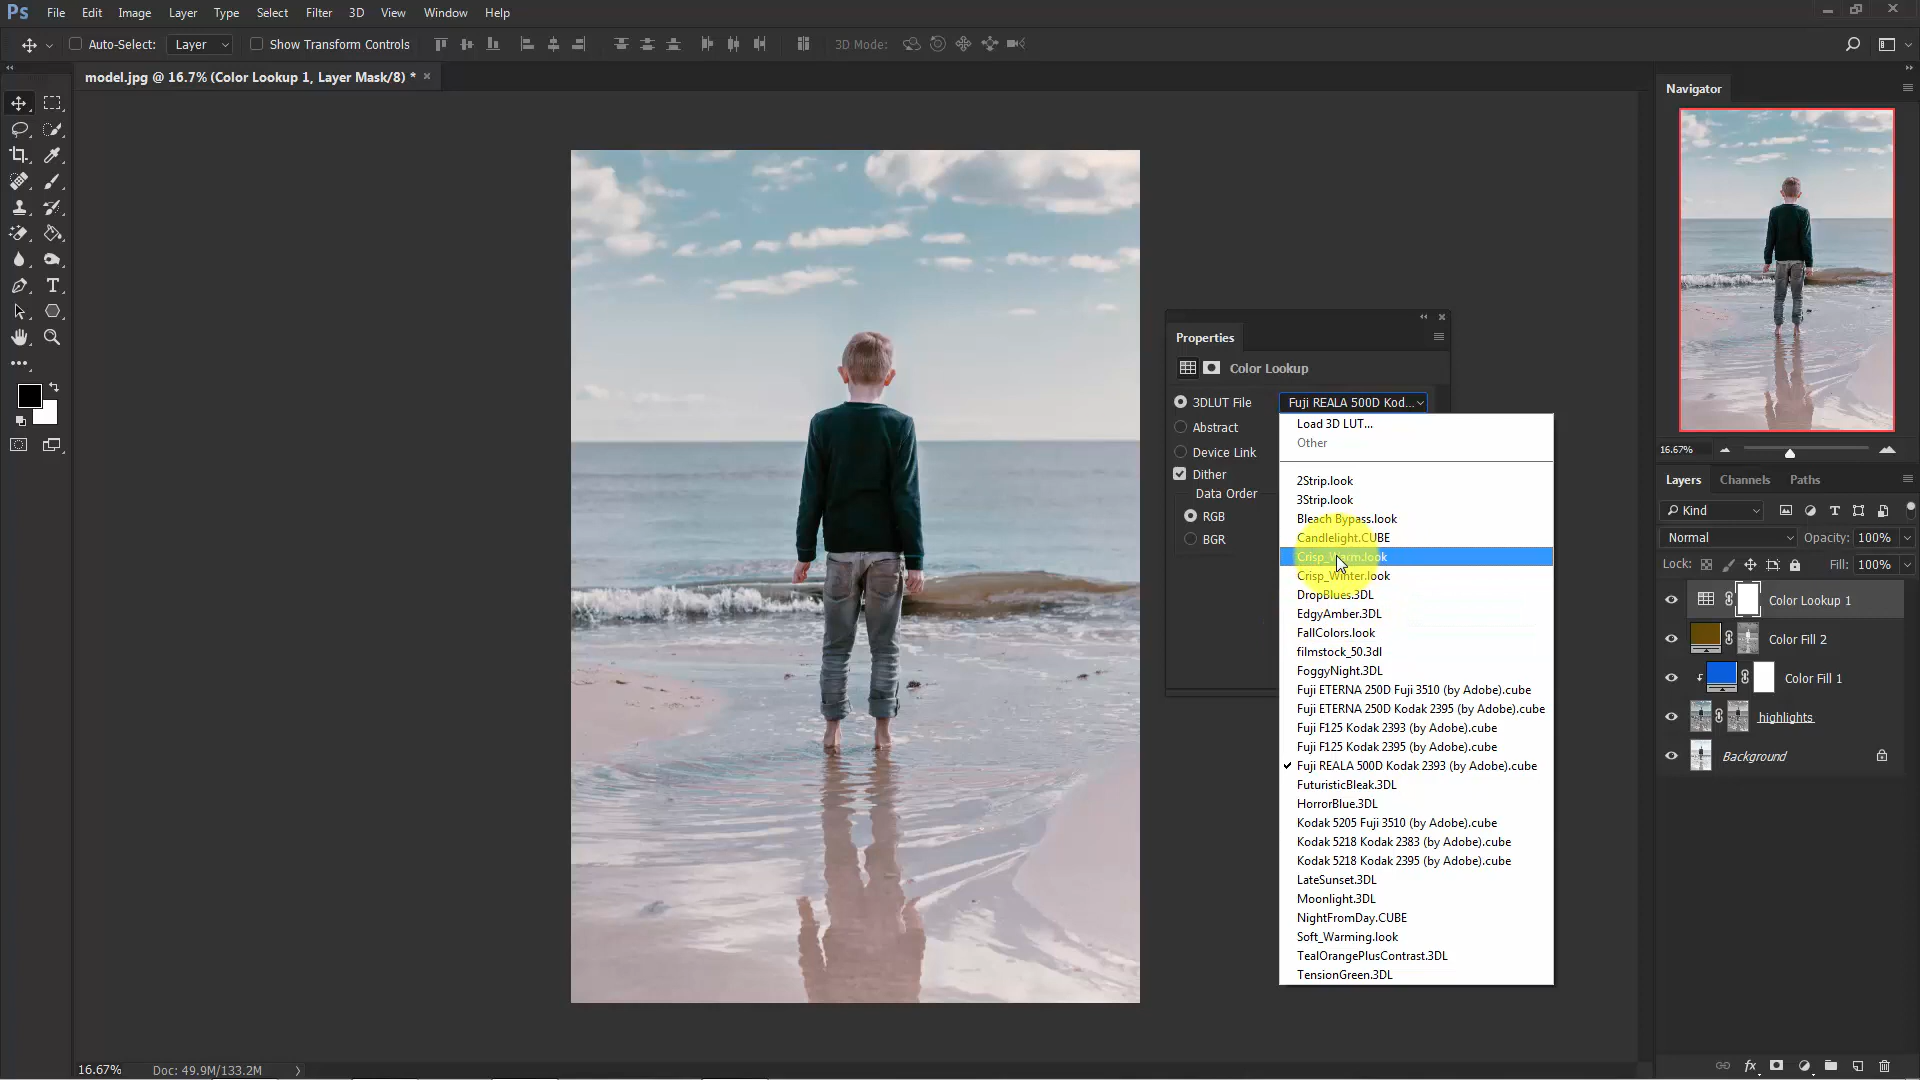 Ps File Edit Image Layer Type Select Filter 3D View Window Help
Auto-Select: Layer Show Transform Controls 3D Mode:
model.jpg @ 16.7% (Color Lookup 1, Layer Mask/8) *
Navigator
16.67%
Properties
Color Lookup
3DLUT File Fuji REALA 500D Kod...
Abstract
Device Link
Dither
Data Order
RGB
BGR
Load 3D LUT...
Other
2Strip.look
3Strip.look
Bleach Bypass.look
Candlelight.CUBE
Crisp_Warm.look
Crisp_Winter.look
DropBlues.3DL
EdgyAmber.3DL
FallColors.look
filmstock_50.3dl
FoggyNight.3DL
Fuji ETERNA 250D Fuji 3510 (by Adobe).cube
Fuji ETERNA 250D Kodak 2395 (by Adobe).cube
Fuji F125 Kodak 2393 (by Adobe).cube
Fuji F125 Kodak 2395 (by Adobe).cube
Fuji REALA 500D Kodak 2393 (by Adobe).cube
FuturisticBleak.3DL
HorrorBlue.3DL
Kodak 5205 Fuji 3510 (by Adobe).cube
Kodak 5218 Kodak 2383 (by Adobe).cube
Kodak 5218 Kodak 2395 (by Adobe).cube
LateSunset.3DL
Moonlight.3DL
NightFromDay.CUBE
Soft_Warming.look
TealOrangePlusContrast.3DL
TensionGreen.3DL
Layers Channels Paths
Kind
Normal Opacity: 100%
Lock: Fill: 100%
Color Lookup 1
Color Fill 2
Color Fill 1
highlights
Background
16.67% Doc: 49.9M/133.2M